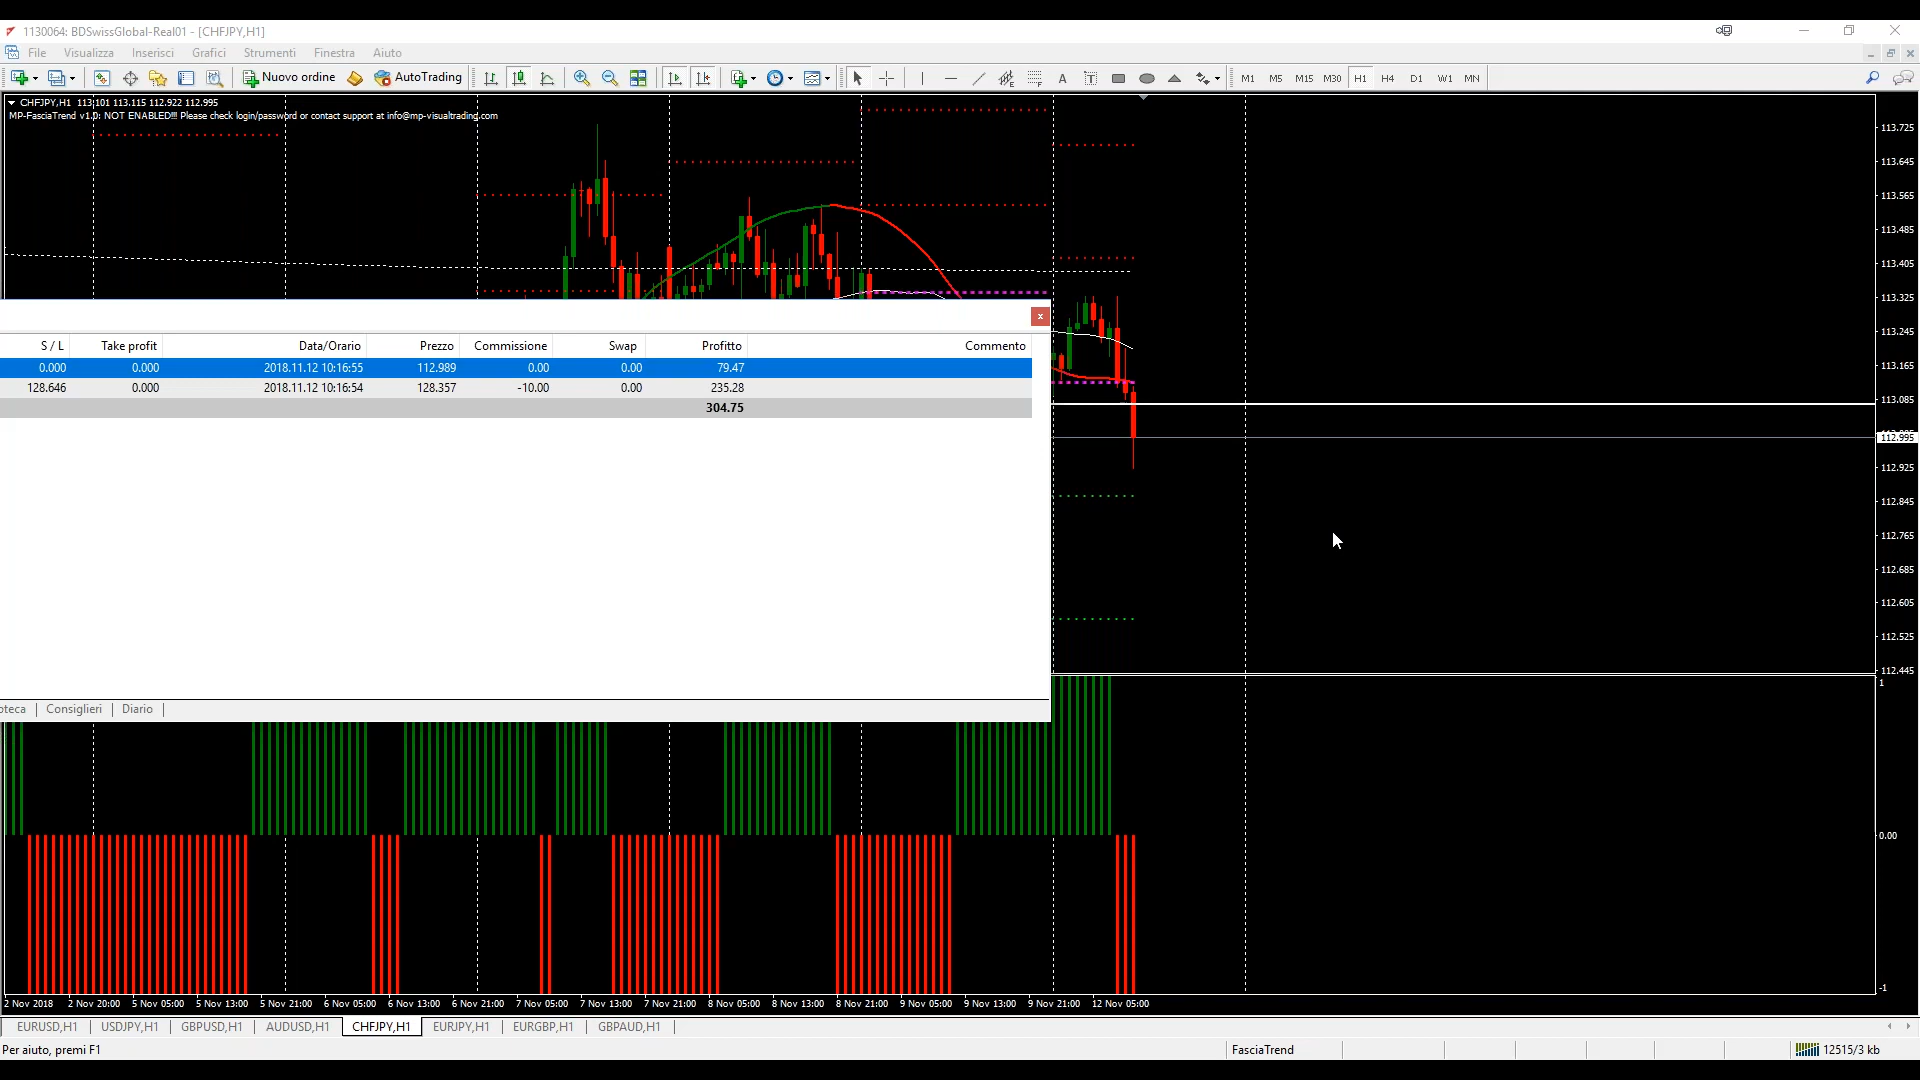 1130064: BDSwissGlobal-Real01 - [CHFJPY,H1]
File Visualizza Inserisci Grafici Strumenti Finestra Aiuto
Nuovo ordine AutoTrading A T M1 M5 M15 M30 H1 H4 D1 W1 MN
CHFJPY,H1 113.101 113.115 112.922 112.995
MP-FasciaTrend v1.0: NOT ENABLED!!! Please check login/password or contact support at info@mp-visualtrading.com
113.725
113.645
113.565
113.485
113.405
113.325
113.245
113.165
113.085
112.995
112.925
112.845
112.765
112.685
112.605
112.525
112.445
S / L Take profit Data/Orario Prezzo Commissione Swap Profitto Commento
0.000 0.000 2018.11.12 10:16:55 112.989 0.00 0.00 79.47
128.646 0.000 2018.11.12 10:16:54 128.357 -10.00 0.00 235.28
304.75
oteca Consiglieri Diario
1
0.00
-1
2 Nov 2018 2 Nov 20:00 5 Nov 05:00 5 Nov 13:00 5 Nov 21:00 6 Nov 05:00 6 Nov 13:00 6 Nov 21:00 7 Nov 05:00 7 Nov 13:00 7 Nov 21:00 8 Nov 05:00 8 Nov 13:00 8 Nov 21:00 9 Nov 05:00 9 Nov 13:00 9 Nov 21:00 12 Nov 05:00
EURUSD,H1 USDJPY,H1 GBPUSD,H1 AUDUSD,H1 CHFJPY,H1 EURJPY,H1 EURGBP,H1 GBPAUD,H1
Per aiuto, premi F1 FasciaTrend 12515/3 kb